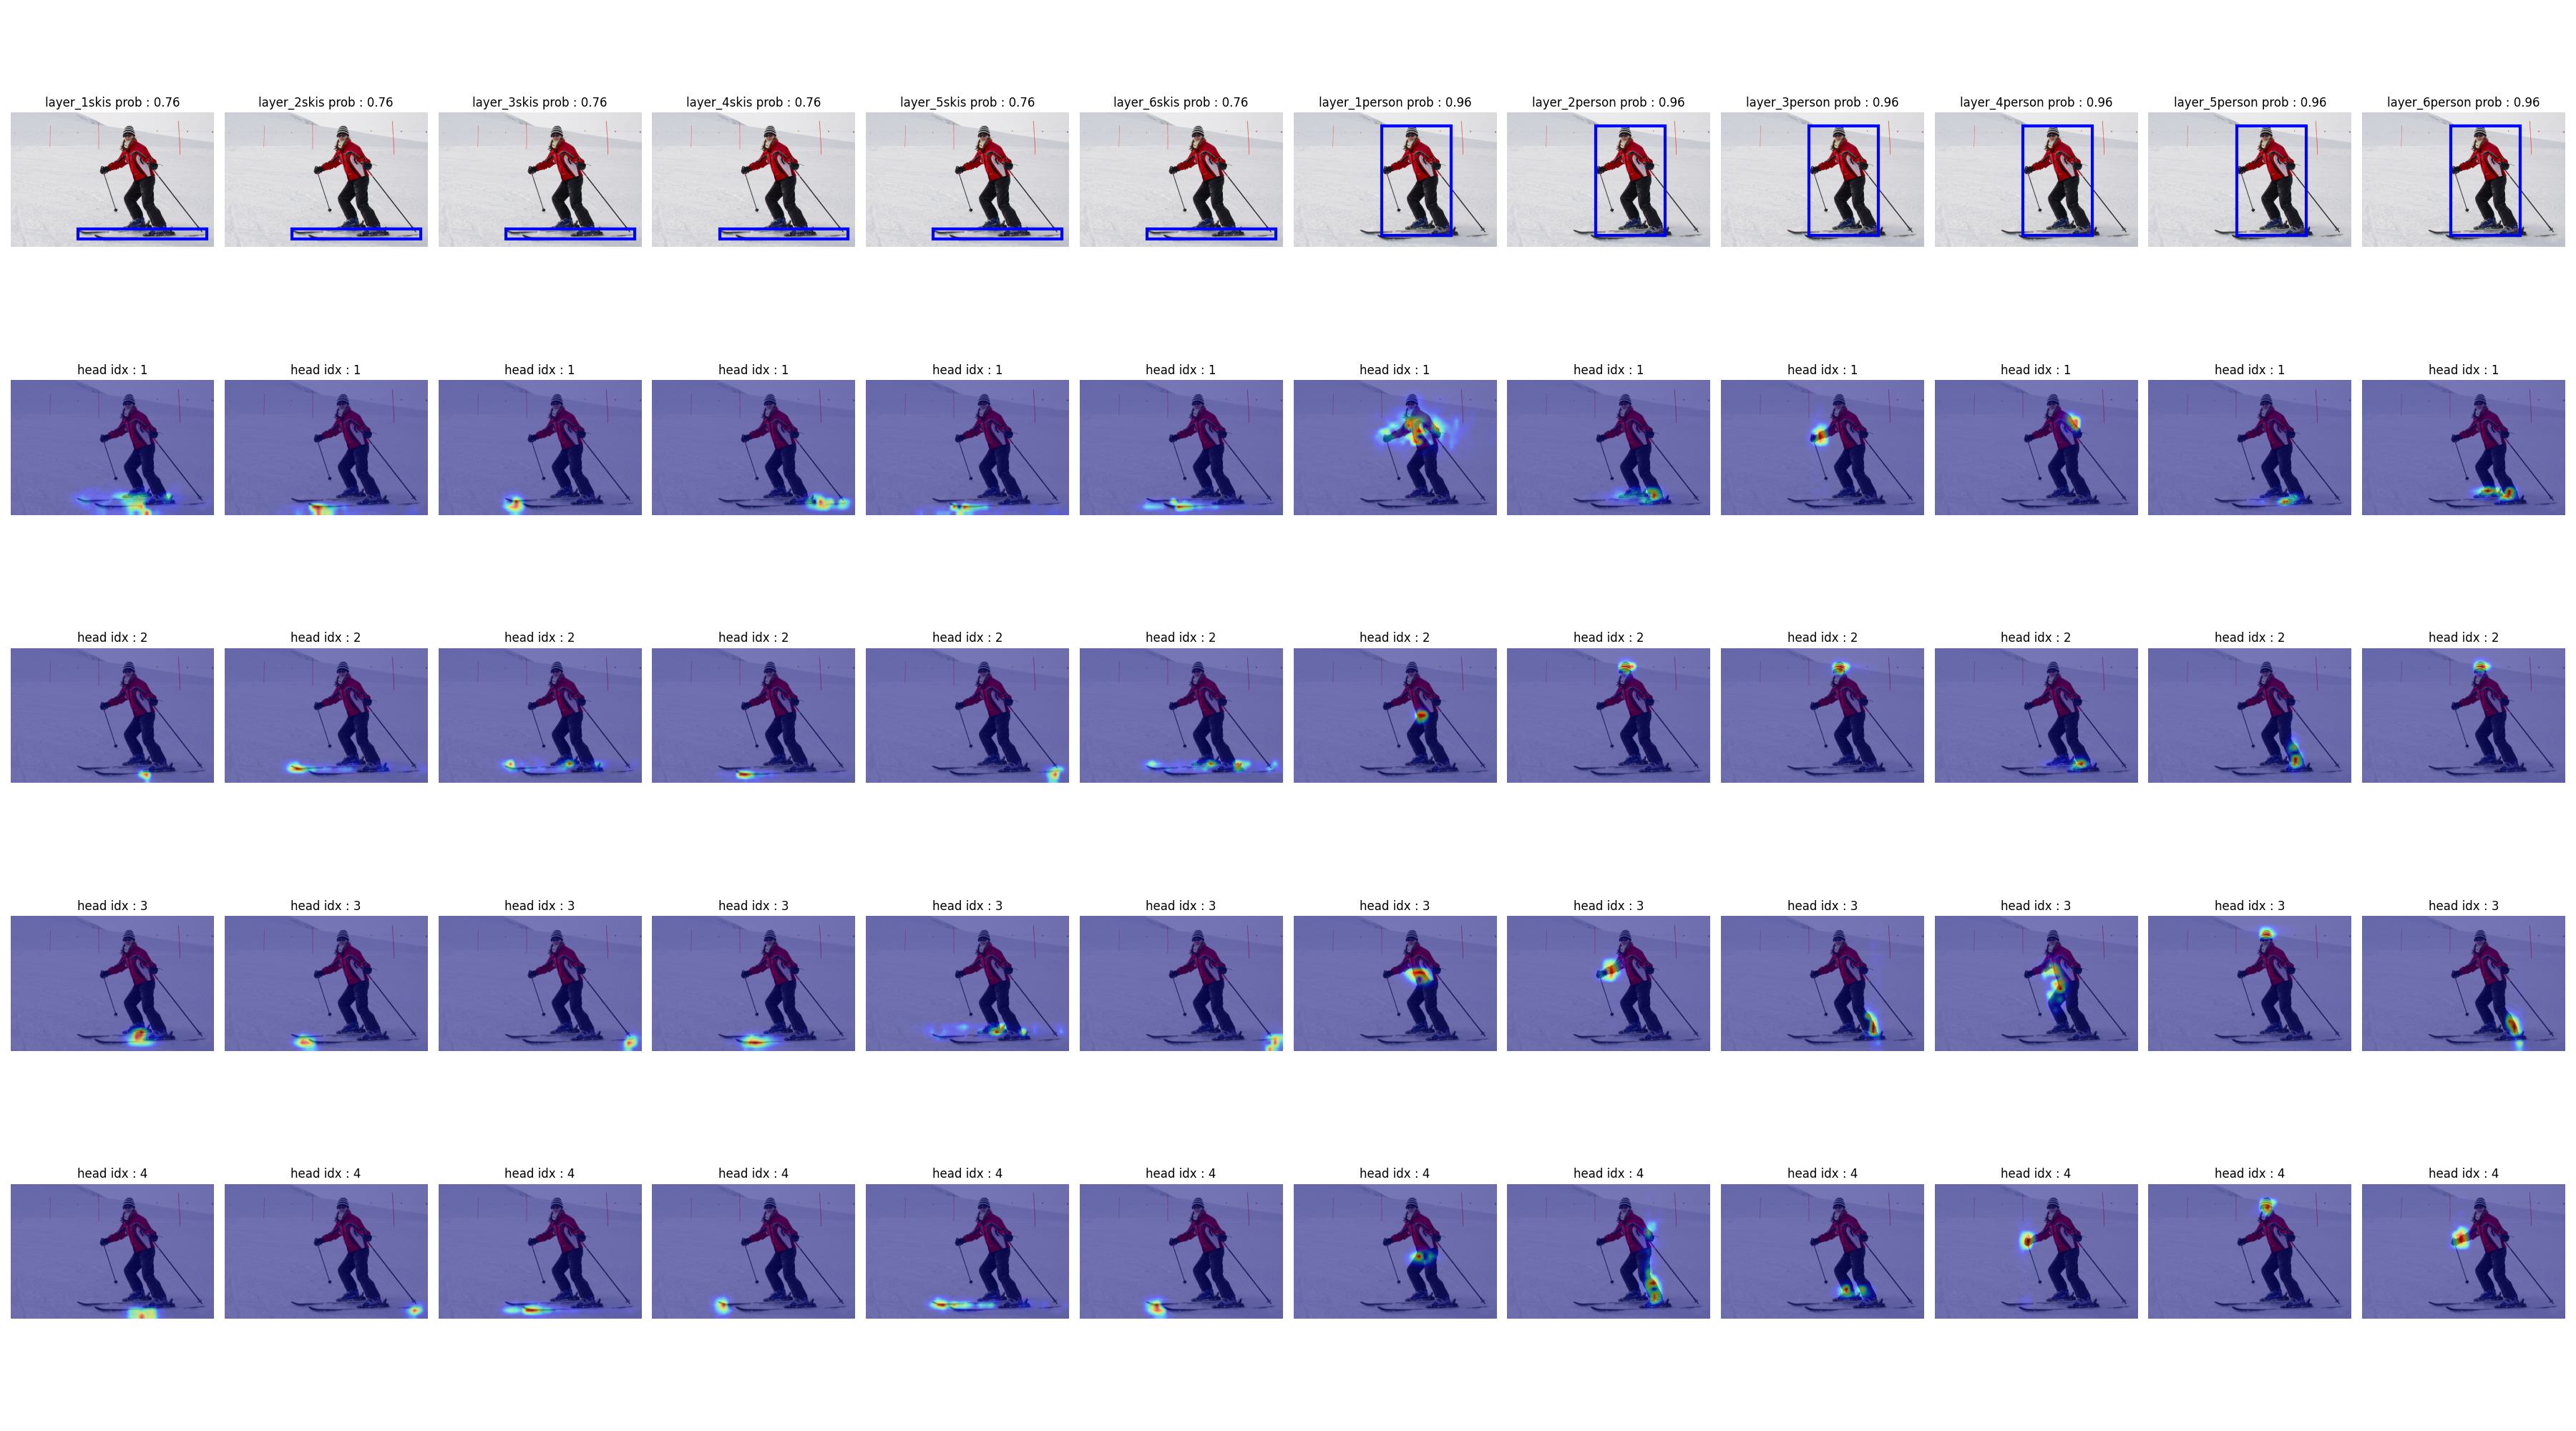 layer_1skis prob : 0.76 layer_2skis prob : 0.76 layer_3skis prob : 0.76 layer_4skis prob : 0.76 layer_5skis prob : 0.76 layer_6skis prob : 0.76 layer_1person prob : 0.96 layer_2person prob : 0.96 layer_3person prob : 0.96 layer_4person prob : 0.96 layer_5person prob : 0.96 layer_6person prob : 0.96
head idx : 1 head idx : 1 head idx : 1 head idx : 1 head idx : 1 head idx : 1 head idx : 1 head idx : 1 head idx : 1 head idx : 1 head idx : 1 head idx : 1
head idx : 2 head idx : 2 head idx : 2 head idx : 2 head idx : 2 head idx : 2 head idx : 2 head idx : 2 head idx : 2 head idx : 2 head idx : 2 head idx : 2
head idx : 3 head idx : 3 head idx : 3 head idx : 3 head idx : 3 head idx : 3 head idx : 3 head idx : 3 head idx : 3 head idx : 3 head idx : 3 head idx : 3
head idx : 4 head idx : 4 head idx : 4 head idx : 4 head idx : 4 head idx : 4 head idx : 4 head idx : 4 head idx : 4 head idx : 4 head idx : 4 head idx : 4